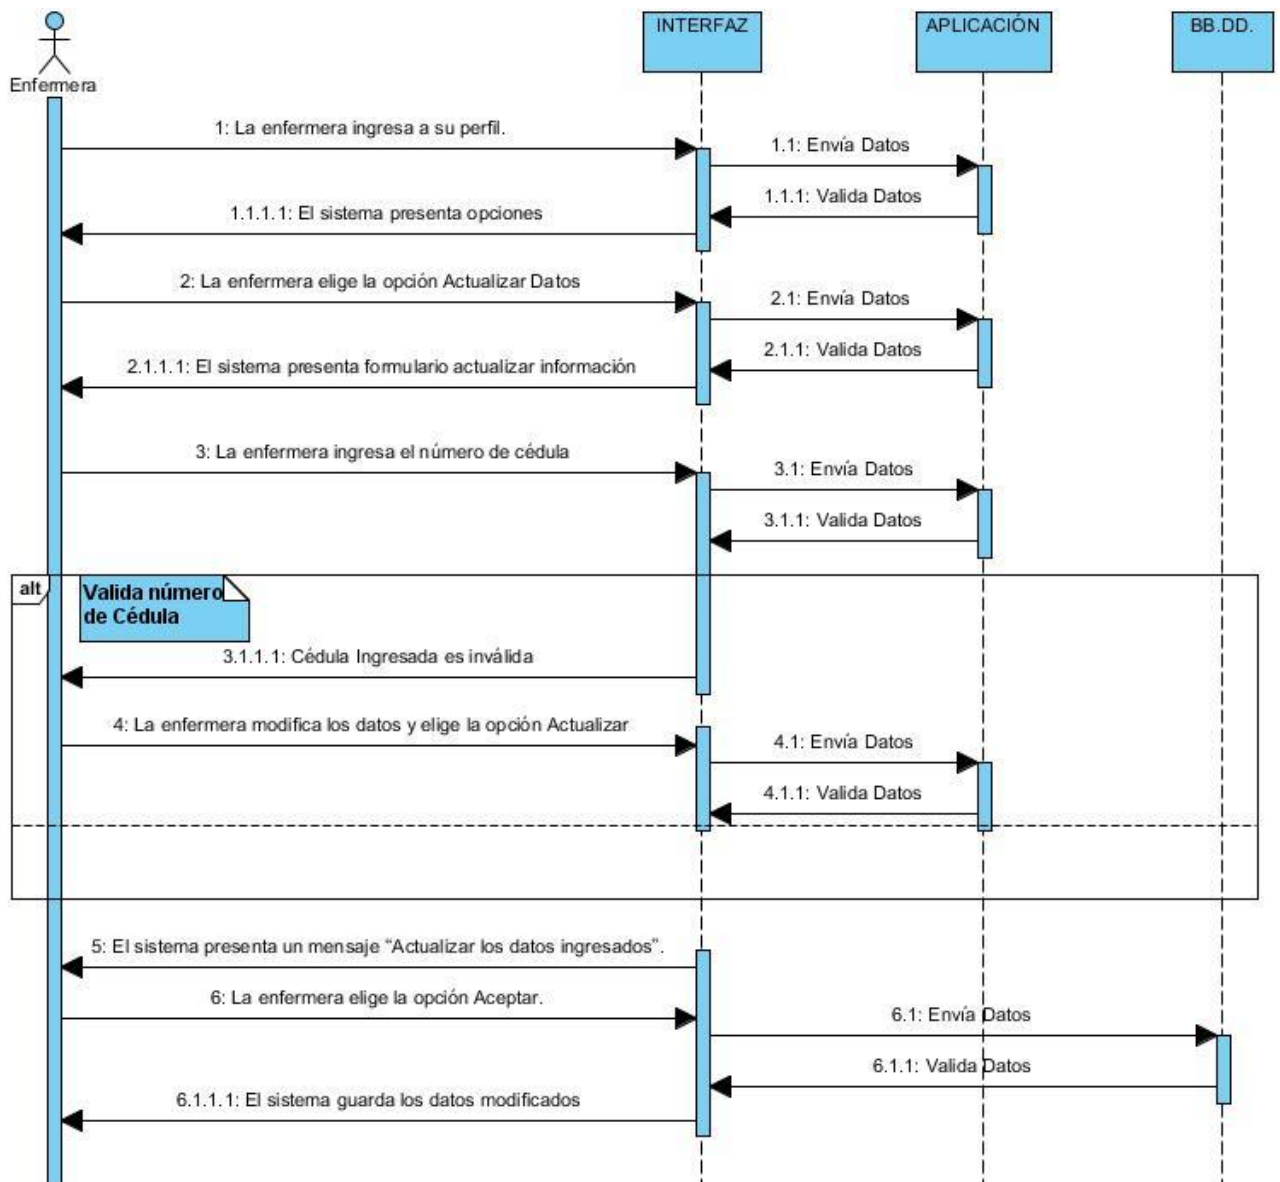 INTERFAZ
APLICACIÓN
BB.DD.
Enfermera
1: La enfermera ingresa a su perfil.
1.1: Envía Datos
1.1.1: Valida Datos
1.1.1.1: El sistema presenta opciones
2: La enfermera elige la opción Actualizar Datos
2.1: Envía Datos
2.1.1: Valida Datos
2.1.1.1: El sistema presenta formulario actualizar información
3: La enfermera ingresa el número de cédula
3.1: Envía Datos
3.1.1: Valida Datos
alt
Valida número
de Cédula
3.1.1.1: Cédula Ingresada es inválida
4: La enfermera modifica los datos y elige la opción Actualizar
4.1: Envía Datos
4.1.1: Valida Datos
5: El sistema presenta un mensaje “Actualizar los datos ingresados”.
6: La enfermera elige la opción Aceptar.
6.1: Envía Datos
6.1.1: Valida Datos
6.1.1.1: El sistema guarda los datos modificados